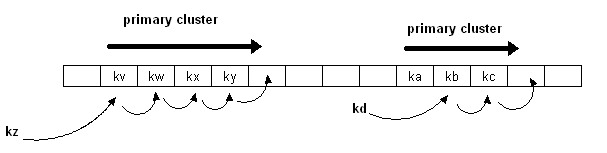 primary cluster primary cluster
kv kw kx ky ka kb kc
kd
kz